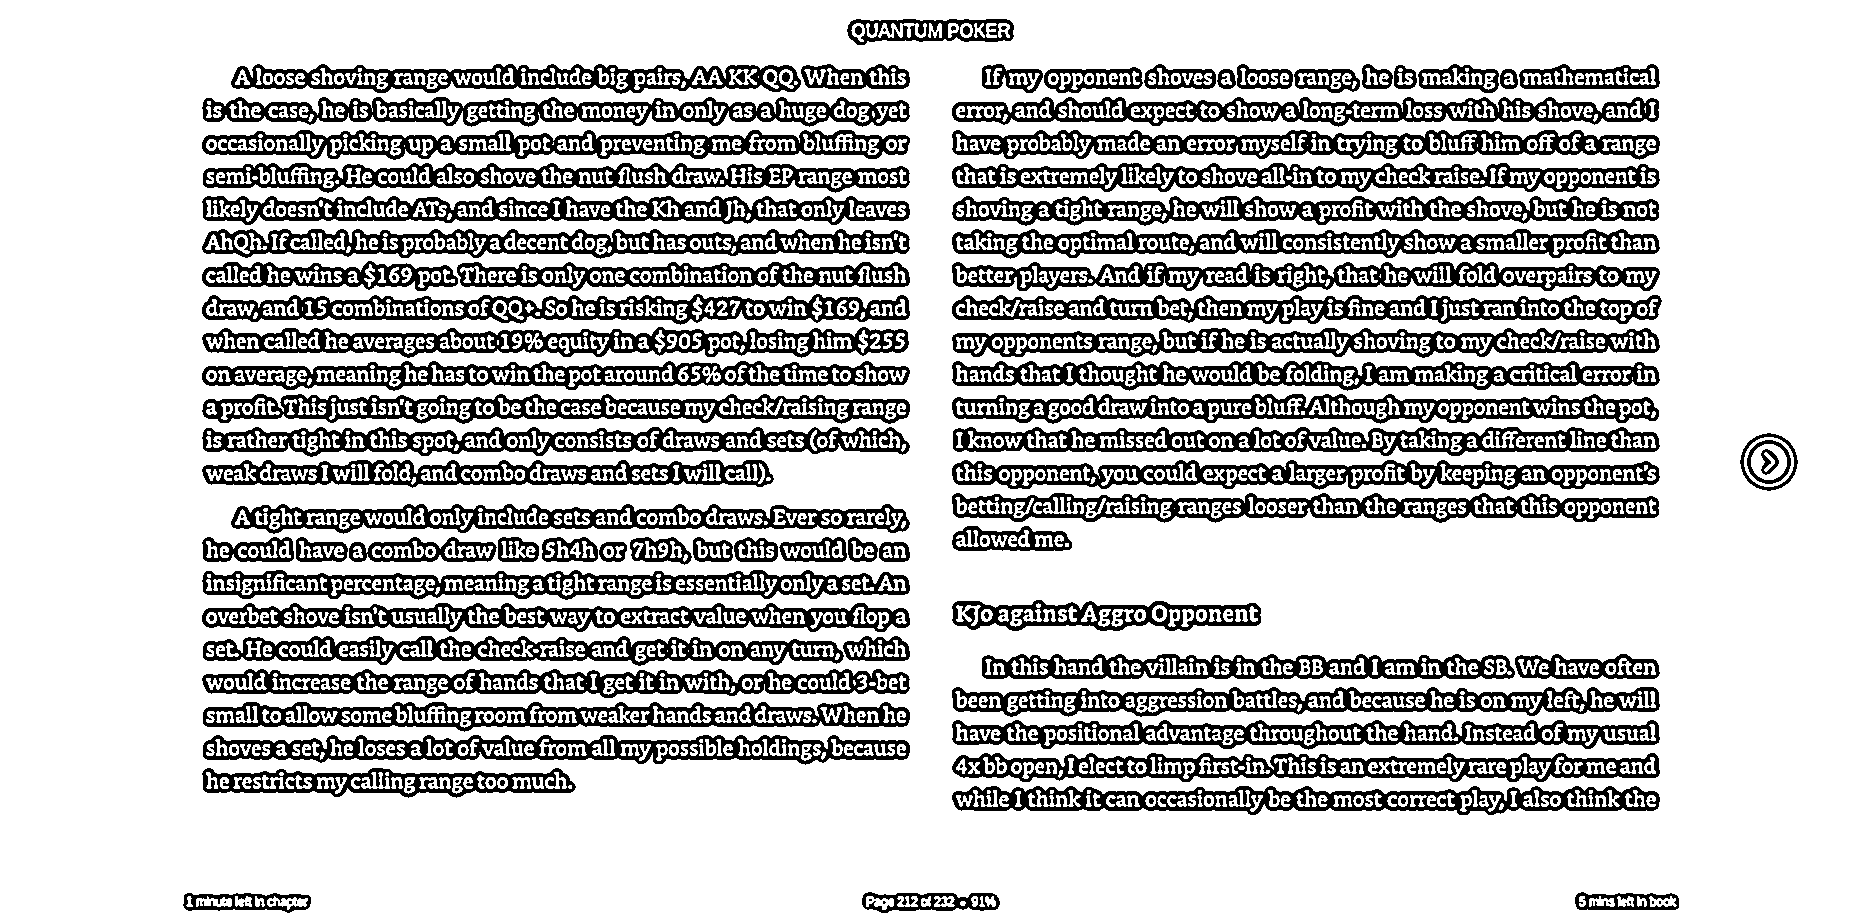 QUANTUM POKER
A loose shoving range would include big pairs, AA KK QQ. When this
is the case, he is basically getting the money in only as a huge dog,yet
occasionally picking up a small pot and preventing me from bluffing or
semi-bluffing. He could also shove the nut flush draw. His EP range most
likely doesn't include ATs, and since I have the Kh and Jh, that only leaves
AhQh. If called, he is probably a decent dog, but has outs, and when he isn't
called he wins a $169 pot. There is only one combination of the nut flush
draw, and 15 combinations of QQ+. So he is risking $427 to win $169, and
when called he averages about 19% equity in a $905 pot, losing him $255
on average, meaning he has to win the pot around 65% of the time to show
a profit. This just isn't going to be the case because my check/raising range
is rather tight in this spot, and only consists of draws and sets (of which,
weak draws I will fold, and combo draws and sets I will call).
A tight range would only include sets and combo draws. Ever so rarely,
he could have a combo draw like 5h4h or 7h9h, but this would be an
insignificant percentage, meaning a tight range is essentially only a set. An
overbet shove isn't usually the best way to extract value when you flop a
set. He could easily call the check-raise and get it in on any turn, which
would increase the range of hands that I get it in with, or he could 3-bet
small to allow some bluffing room from weaker hands and draws. When he
shoves a set, he loses a lot of value from all my possible holdings, because
he restricts my calling range too much.
If my opponent shoves a loose range, he is making a mathematical
error, and should expect to show a long-term loss with his shove, and I
have probably made an error myself in trying to bluff him off of a range
that is extremely likely to shove all-in to my check raise. If my opponent is
shoving a tight range, he will show a profit with the shove, but he is not
taking the optimal route, and will consistently show a smaller profit than
better players. And if my read is right, that he will fold overpairs to my
check/raise and turn bet, then my play is fine and I just ran into the top of
my opponents range, but if he is actually shoving to my check/raise with
hands that I thought he would be folding, I am making a critical error in
turning a good draw into a pure bluff. Although my opponent wins the pot,
I know that he missed out on a lot of value. By taking a different line than
this opponent, you could expect a larger profit by keeping an opponent's
betting/calling/raising ranges looser than the ranges that this opponent
allowed me.
KJo against Aggro Opponent
In this hand the villain is in the BB and I am in the SB. We have often
been getting into aggression battles, and because he is on my left, he will
have the positional advantage throughout the hand. Instead of my usual
4x bb open, I elect to limp first-in. This is an extremely rare play for me and
while I think it can occasionally be the most correct play, I also think the
1 minute left in chapter
Page 212 of 232 • 91%
5 mins left in book